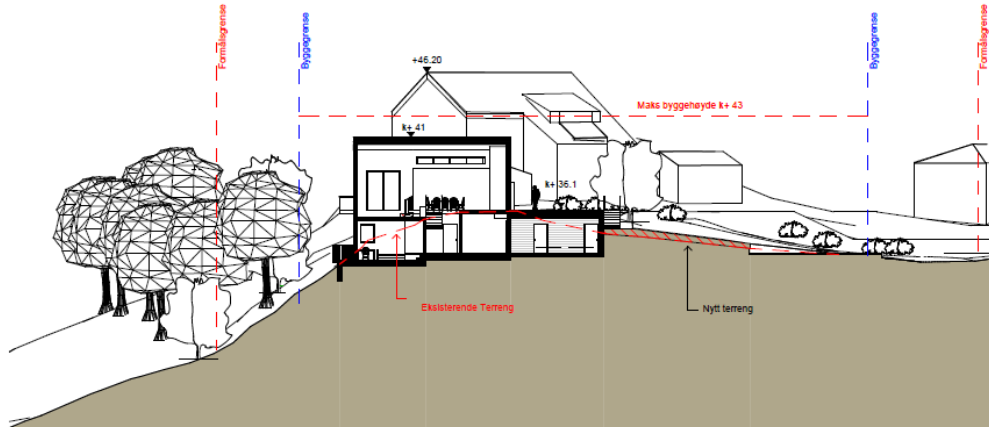 Formålsgrense
Byggegrense
+46.20
Maks byggehøyde k+ 43
k+ 41
k+ 36.1
Byggegrense
Formålsgrense
Eksisterende Terreng
Nytt terreng